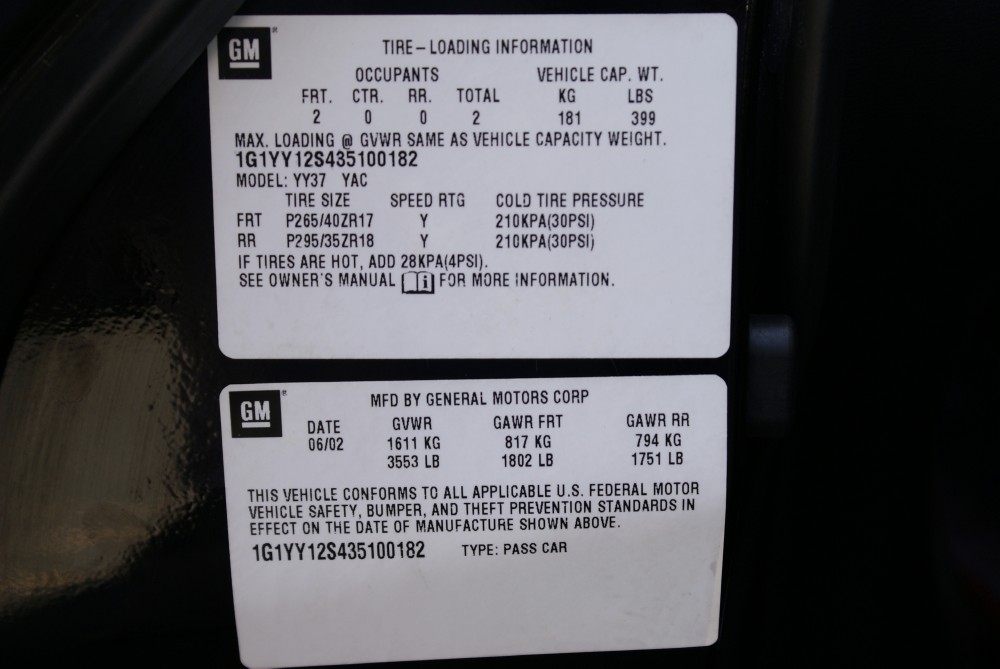 GM
TIRE-LOADING INFORMATION
OCCUPANTS VEHICLE CAP. WT.
FRT. CTR. RR. TOTAL KG LBS
2 0 0 2 181 399
MAX. LOADING @ GVWR SAME AS VEHICLE CAPACITY WEIGHT.
1G1YY12S435100182
MODEL: YY37 YAC
TIRE SIZE SPEED RTG COLD TIRE PRESSURE
FRT P265/40ZR17 Y 210KPA(30PSI)
RR P295/35ZR18 Y 210KPA(30PSI)
IF TIRES ARE HOT, ADD 28KPA(4PSI).
SEE OWNER'S MANUAL i FOR MORE INFORMATION.
GM
MFD BY GENERAL MOTORS CORP
DATE GVWR GAWR FRT GAWR RR
06/02 1611 KG 817 KG 794 KG
3553 LB 1802 LB 1751 LB
THIS VEHICLE CONFORMS TO ALL APPLICABLE U.S. FEDERAL MOTOR
VEHICLE SAFETY, BUMPER, AND THEFT PREVENTION STANDARDS IN
EFFECT ON THE DATE OF MANUFACTURE SHOWN ABOVE.
1G1YY12S435100182 TYPE: PASS CAR